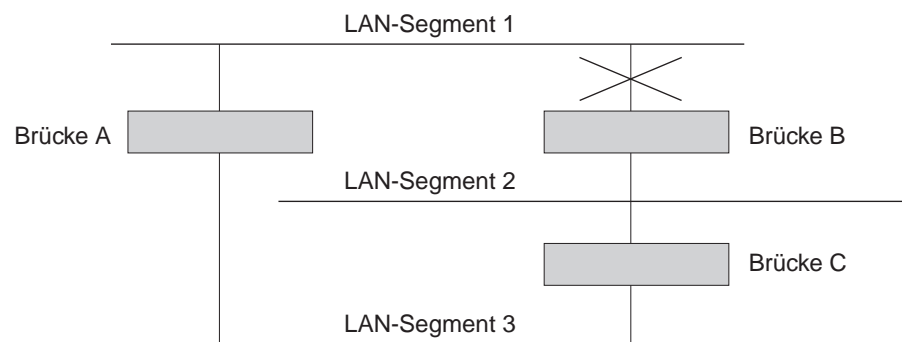 LAN-Segment 1
Brücke A
Brücke B
LAN-Segment 2
Brücke C
LAN-Segment 3